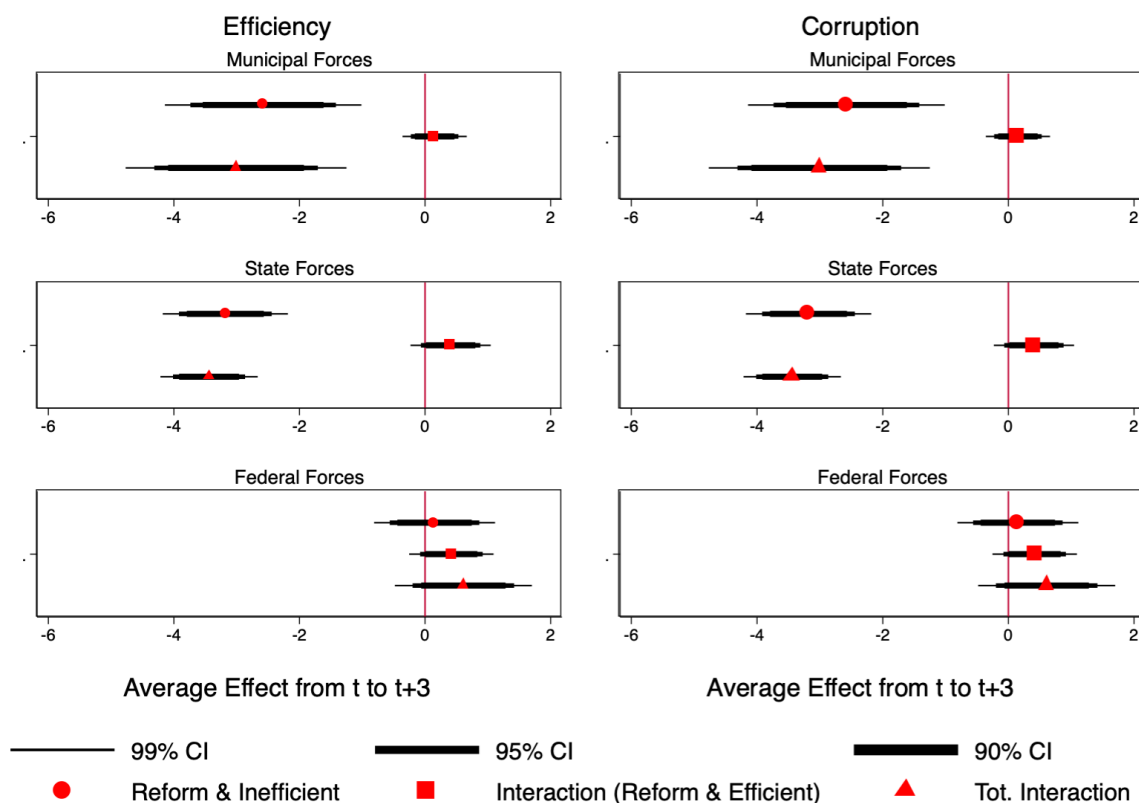 Efficiency Corruption
Municipal Forces Municipal Forces
. .
-6 -4 -2 0 2 -6 -4 -2 0 2
State Forces State Forces
. .
-6 -4 -2 0 2 -6 -4 -2 0 2
Federal Forces Federal Forces
. .
-6 -4 -2 0 2 -6 -4 -2 0 2
Average Effect from t to t+3 Average Effect from t to t+3
99% CI 95% CI 90% CI
Reform & Inefficient Interaction (Reform & Efficient) Tot. Interaction